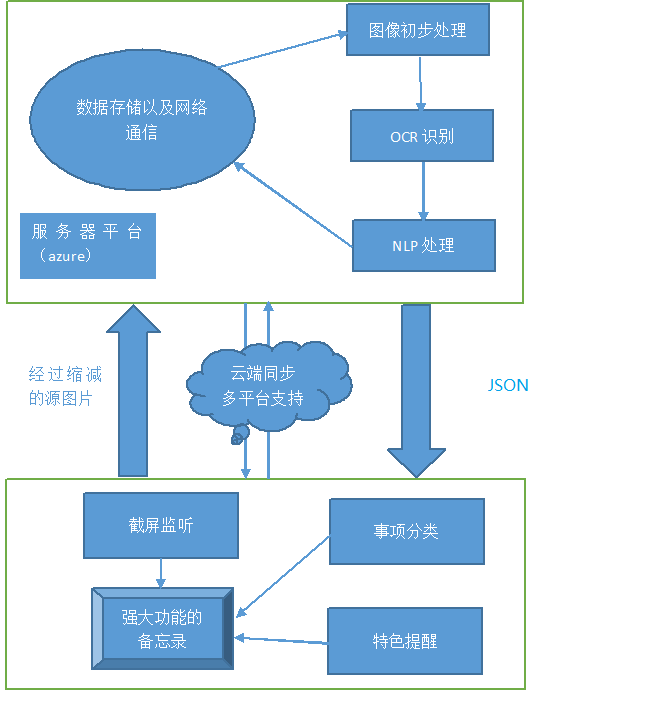 图像初步处理
数据存储以及网络
通信
OCR 识别
NLP 处理
服务器平台
（azure）
经过缩减
的源图片
云端同步
多平台支持
JSON
截屏监听
事项分类
强大功能的
备忘录
特色提醒